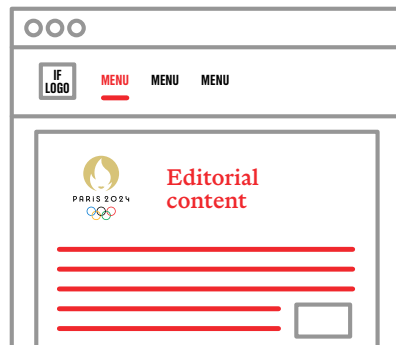 IF
LOGO
MENU MENU MENU
PARIS 2024
Editorial
content